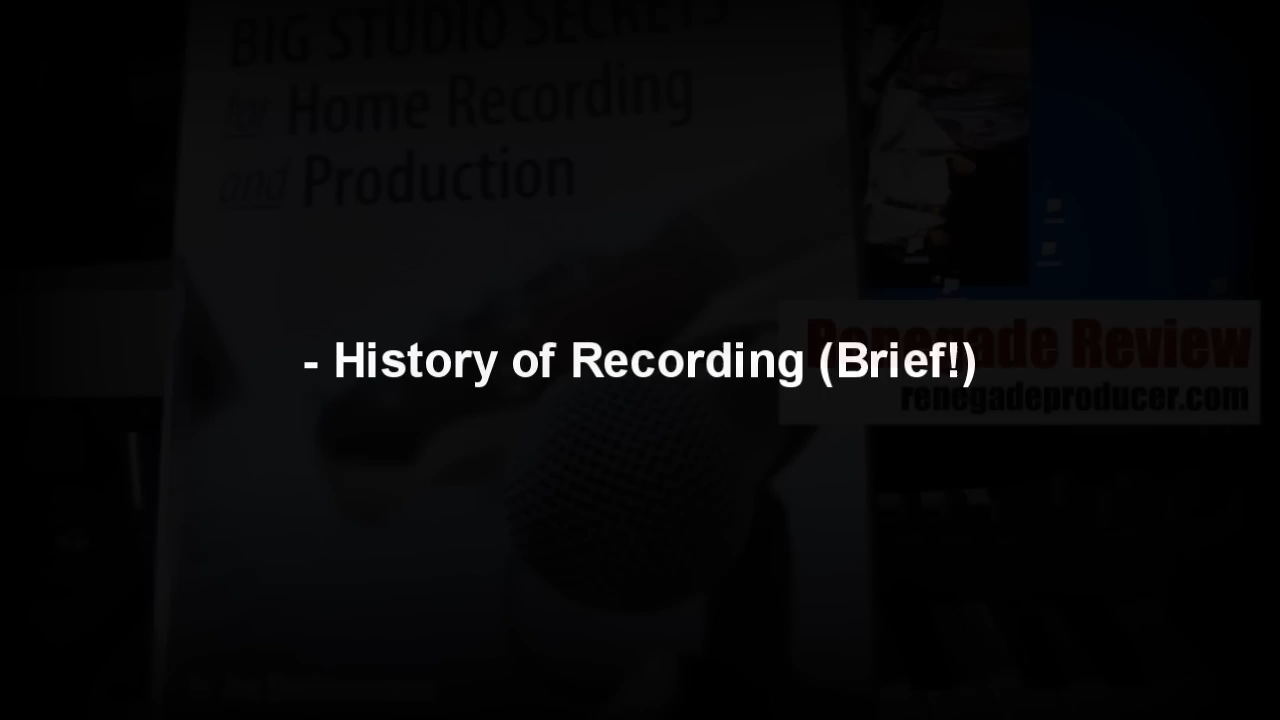 BIG STUDIO SECRETS
for Home Recording
and Production
- History of Recording (Brief!)
Renegade Review
renegadeproducer.com